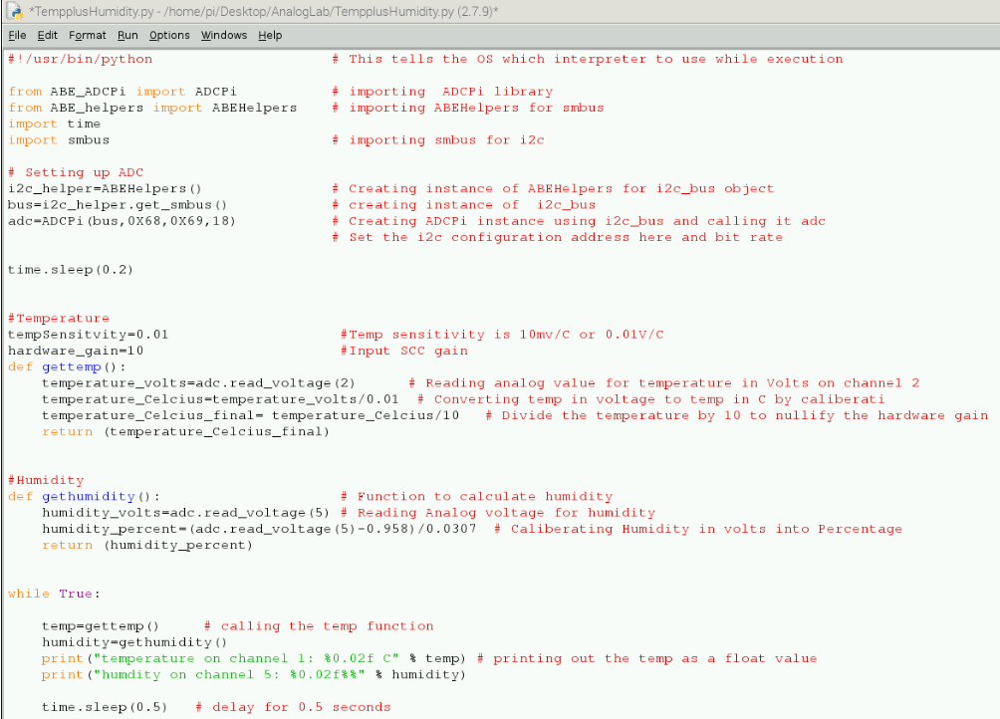 *TempplusHumidity.py - /home/pi/Desktop/AnalogLab/TempplusHumidity.py (2.7.9)*
File Edit Format Run Options Windows Help
#!/usr/bin/python # This tells the OS which interpreter to use while execution
from ABE_ADCPi import ADCPi # importing ADCPi library
from ABE_helpers import ABEHelpers # importing ABEHelpers for smbus
import time
import smbus # importing smbus for i2c
# Setting up ADC
i2c_helper=ABEHelpers() # Creating instance of ABEHelpers for i2c_bus object
bus=i2c_helper.get_smbus() # creating instance of i2c_bus
adc=ADCPi(bus,0X68,0X69,18) # Creating ADCPi instance using i2c_bus and calling it adc
# Set the i2c configuration address here and bit rate
time.sleep(0.2)
#Temperature
tempSensitvity=0.01 #Temp sensitivity is 10mv/C or 0.01V/C
hardware_gain=10 #Input SCC gain
def gettemp():
temperature_volts=adc.read_voltage(2) # Reading analog value for temperature in Volts on channel 2
temperature_Celcius=temperature_volts/0.01 # Converting temp in voltage to temp in C by caliberati
temperature_Celcius_final= temperature_Celcius/10 # Divide the temperature by 10 to nullify the hardware gain
return (temperature_Celcius_final)
#Humidity
def gethumidity(): # Function to calculate humidity
humidity_volts=adc.read_voltage(5) # Reading Analog voltage for humidity
humidity_percent=(adc.read_voltage(5)-0.958)/0.0307 # Caliberating Humidity in volts into Percentage
return (humidity_percent)
while True:
temp=gettemp() # calling the temp function
humidity=gethumidity()
print("temperature on channel 1: %0.02f C" % temp) # printing out the temp as a float value
print("humdity on channel 5: %0.02f%%" % humidity)
time.sleep(0.5) # delay for 0.5 seconds